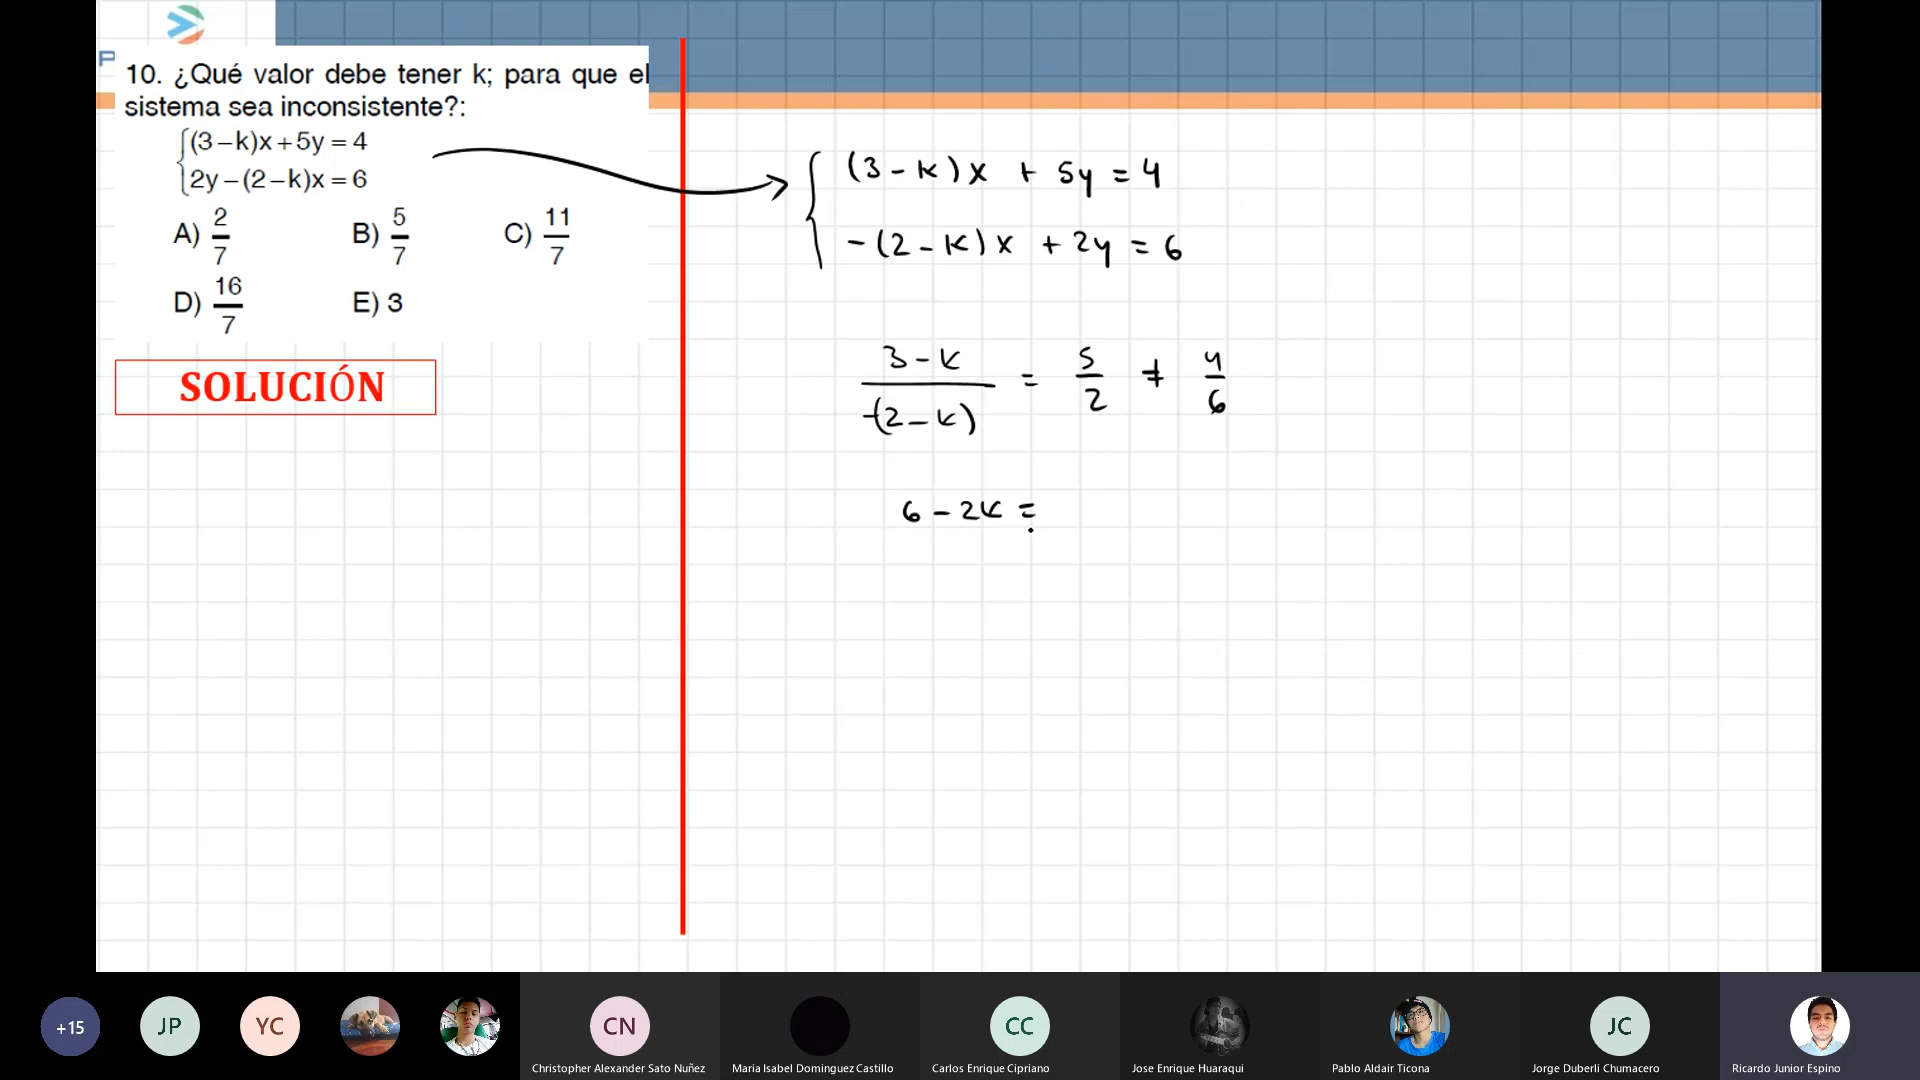 P
10. ¿Qué valor debe tener k; para que el
sistema sea inconsistente?:
(3–k)x+5y=4
2y–(2–k)x=6
A) 2/7 B) 5/7 C) 11/7
D) 16/7 E) 3
SOLUCIÓN
(3-k)x + 5y = 4
-(2-k)x + 2y = 6
3-k/-(2-k) = 5/2 ≠ 4/6
6-2k =
+15
JP
YC
CN
CC
JC
Christopher Alexander Sato Nuñez
Maria Isabel Dominguez Castillo
Carlos Enrique Cipriano
Jose Enrique Huaraqui
Pablo Aldair Ticona
Jorge Duberli Chumacero
Ricardo Junior Espino